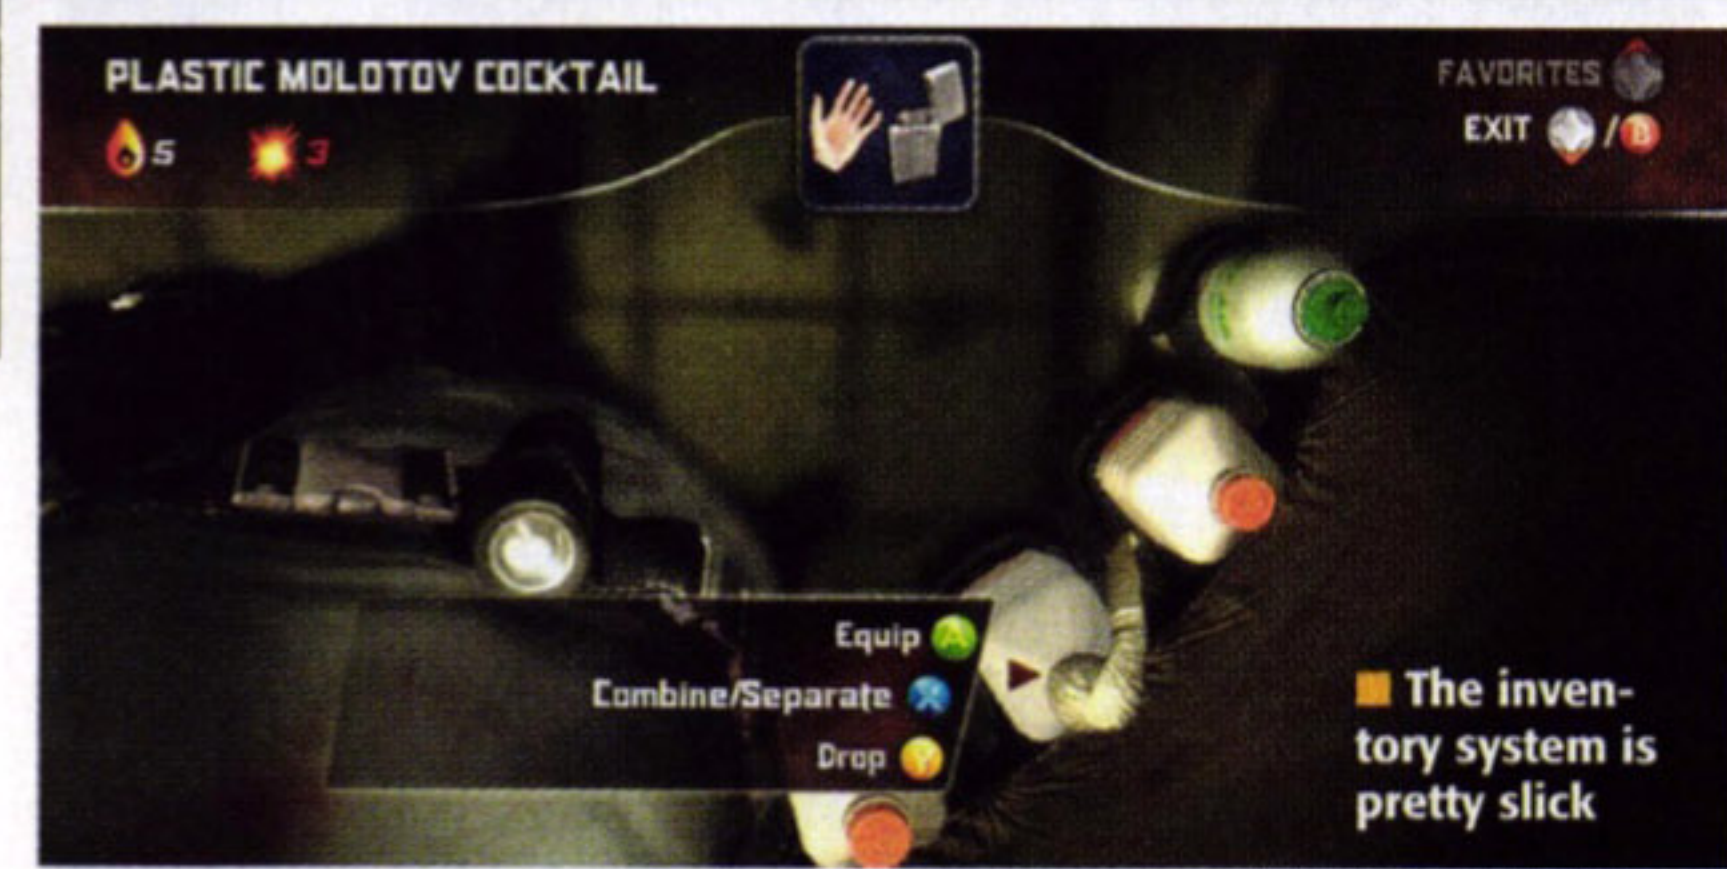 PLASTIC MOLOTOV COCKTAIL
5 3
FAVORITES
EXIT / B
Equip A
Combine/Separate X
Drop Y
The inven-
tory system is
pretty slick